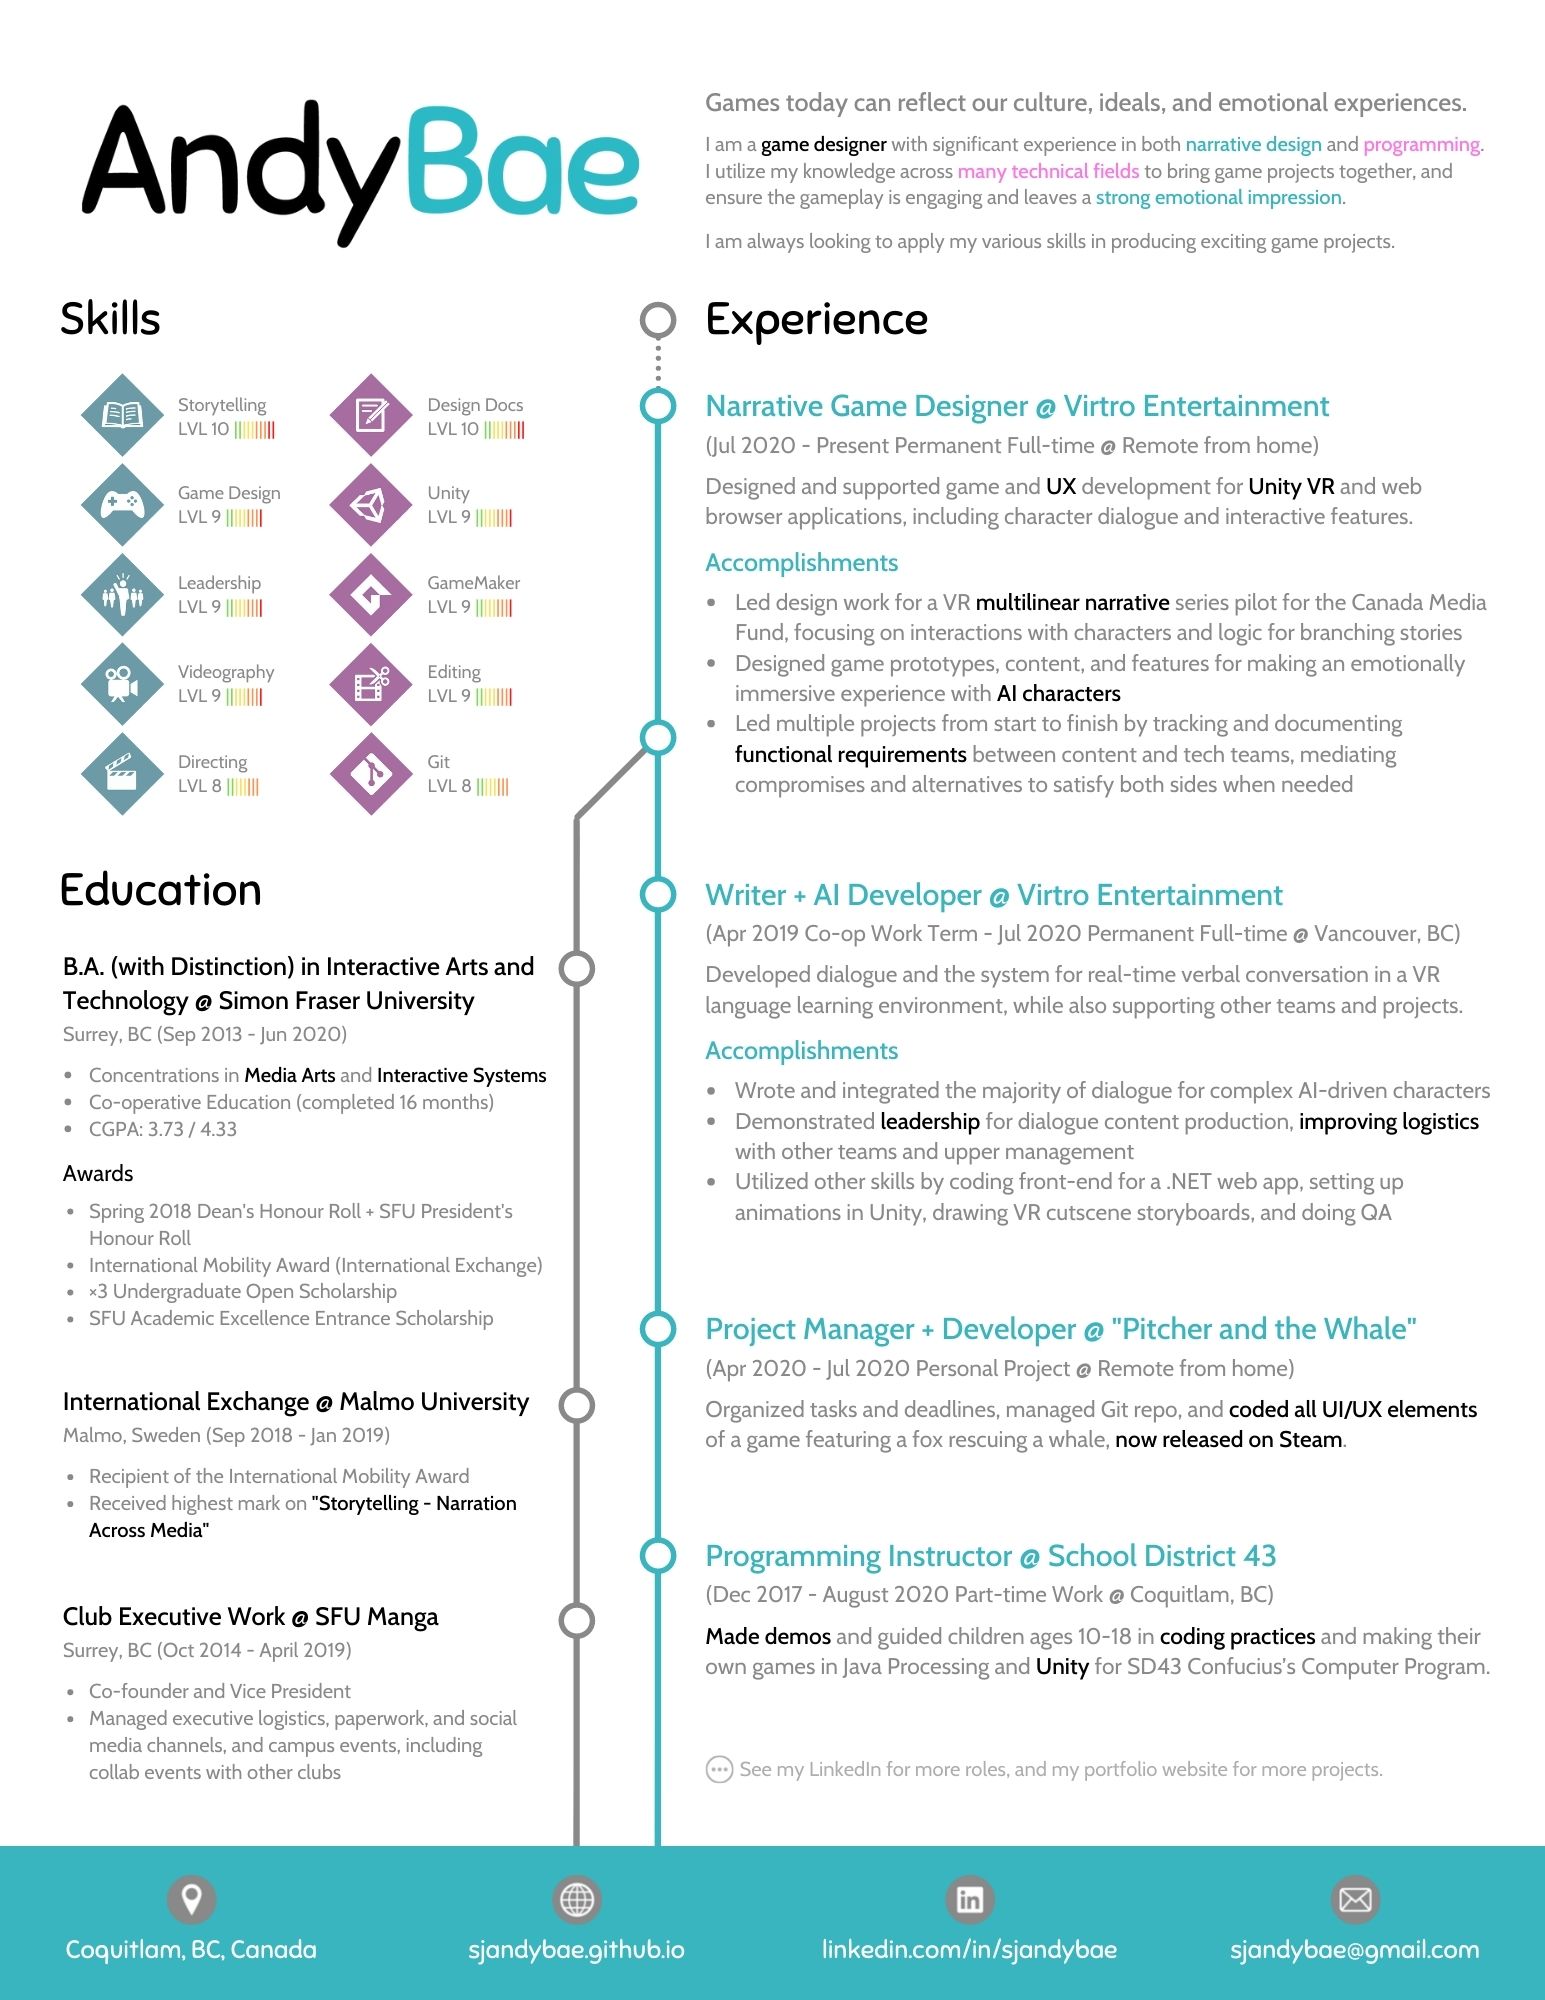 AndyBae
Games today can reflect our culture, ideals, and emotional experiences.
I am a game designer with significant experience in both narrative design and programming.
I utilize my knowledge across many technical fields to bring game projects together, and
ensure the gameplay is engaging and leaves a strong emotional impression.
I am always looking to apply my various skills in producing exciting game projects.
Skills
Storytelling
LVL 10
Design Docs
LVL 10
Game Design
LVL 9
Unity
LVL 9
Leadership
LVL 9
GameMaker
LVL 9
Videography
LVL 9
Editing
LVL 9
Directing
LVL 8
Git
LVL 8
Education
B.A. (with Distinction) in Interactive Arts and
Technology @ Simon Fraser University
Surrey, BC (Sep 2013 - Jun 2020)
• Concentrations in Media Arts and Interactive Systems
• Co-operative Education (completed 16 months)
• CGPA: 3.73 / 4.33
Awards
• Spring 2018 Dean's Honour Roll + SFU President's
Honour Roll
• International Mobility Award (International Exchange)
• ×3 Undergraduate Open Scholarship
• SFU Academic Excellence Entrance Scholarship
International Exchange @ Malmo University
Malmo, Sweden (Sep 2018 - Jan 2019)
• Recipient of the International Mobility Award
• Received highest mark on "Storytelling - Narration
Across Media"
Club Executive Work @ SFU Manga
Surrey, BC (Oct 2014 - April 2019)
• Co-founder and Vice President
• Managed executive logistics, paperwork, and social
media channels, and campus events, including
collab events with other clubs
Experience
Narrative Game Designer @ Virtro Entertainment
(Jul 2020 - Present Permanent Full-time @ Remote from home)
Designed and supported game and UX development for Unity VR and web
browser applications, including character dialogue and interactive features.
Accomplishments
• Led design work for a VR multilinear narrative series pilot for the Canada Media
Fund, focusing on interactions with characters and logic for branching stories
• Designed game prototypes, content, and features for making an emotionally
immersive experience with AI characters
• Led multiple projects from start to finish by tracking and documenting
functional requirements between content and tech teams, mediating
compromises and alternatives to satisfy both sides when needed
Writer + AI Developer @ Virtro Entertainment
(Apr 2019 Co-op Work Term - Jul 2020 Permanent Full-time @ Vancouver, BC)
Developed dialogue and the system for real-time verbal conversation in a VR
language learning environment, while also supporting other teams and projects.
Accomplishments
• Wrote and integrated the majority of dialogue for complex AI-driven characters
• Demonstrated leadership for dialogue content production, improving logistics
with other teams and upper management
• Utilized other skills by coding front-end for a .NET web app, setting up
animations in Unity, drawing VR cutscene storyboards, and doing QA
Project Manager + Developer @ "Pitcher and the Whale"
(Apr 2020 - Jul 2020 Personal Project @ Remote from home)
Organized tasks and deadlines, managed Git repo, and coded all UI/UX elements
of a game featuring a fox rescuing a whale, now released on Steam.
Programming Instructor @ School District 43
(Dec 2017 - August 2020 Part-time Work @ Coquitlam, BC)
Made demos and guided children ages 10-18 in coding practices and making their
own games in Java Processing and Unity for SD43 Confucius's Computer Program.
See my LinkedIn for more roles, and my portfolio website for more projects.
Coquitlam, BC, Canada
sjandybae.github.io
linkedin.com/in/sjandybae
sjandybae@gmail.com